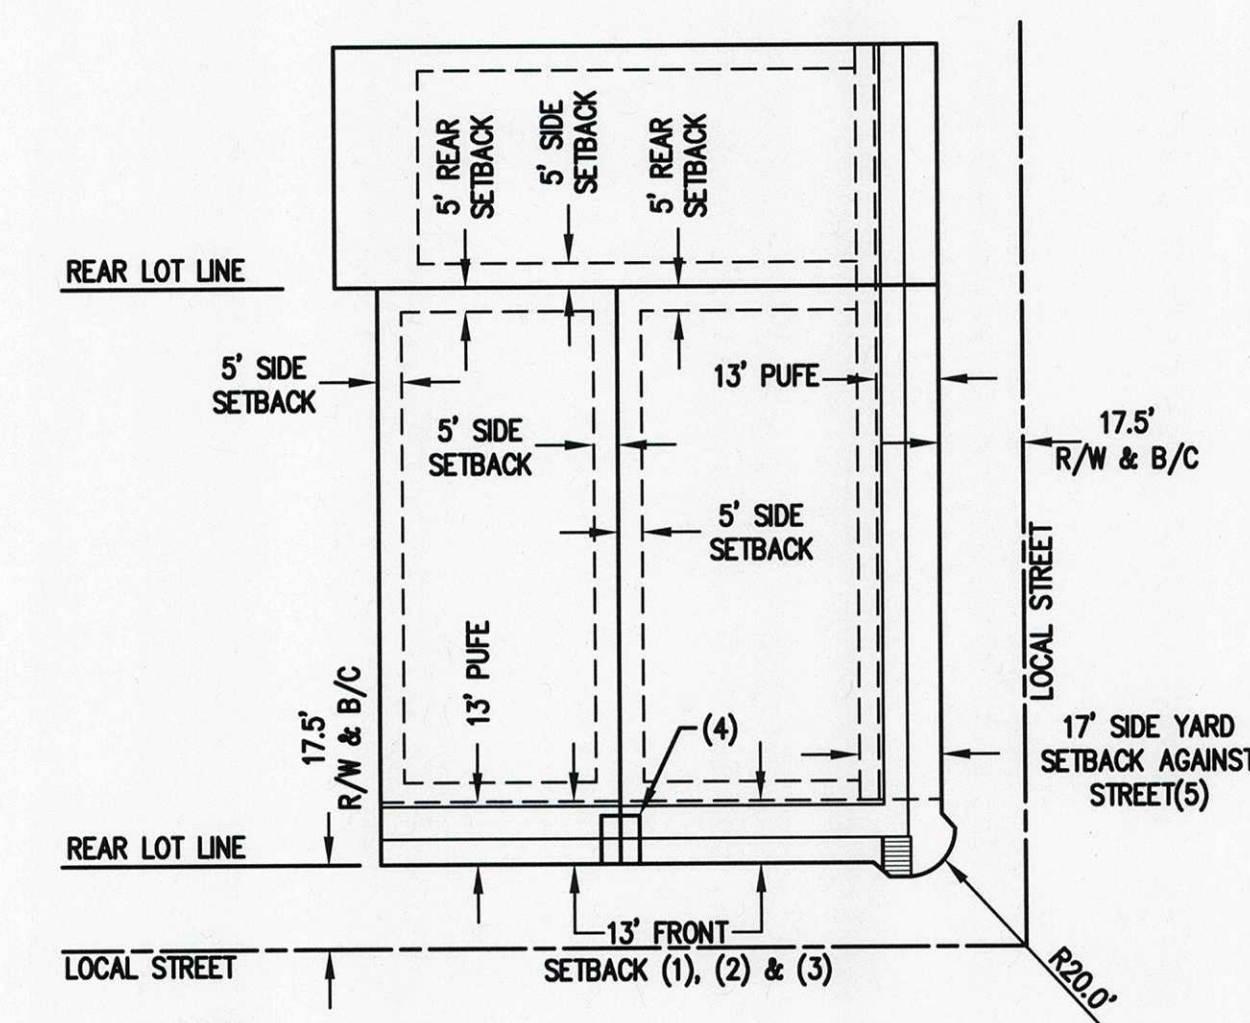 5' REAR
SETBACK
5' SIDE
SETBACK
5' REAR
SETBACK
REAR LOT LINE
5' SIDE
SETBACK
13' PUFE
5' SIDE
SETBACK
17.5'
R/W & B/C
5' SIDE
SETBACK
LOCAL STREET
13' PUFE
17.5'
R/W & B/C
(4)
17' SIDE YARD
SETBACK AGAINST
STREET(5)
REAR LOT LINE
13' FRONT
SETBACK (1), (2) & (3)
LOCAL STREET
R20.0'